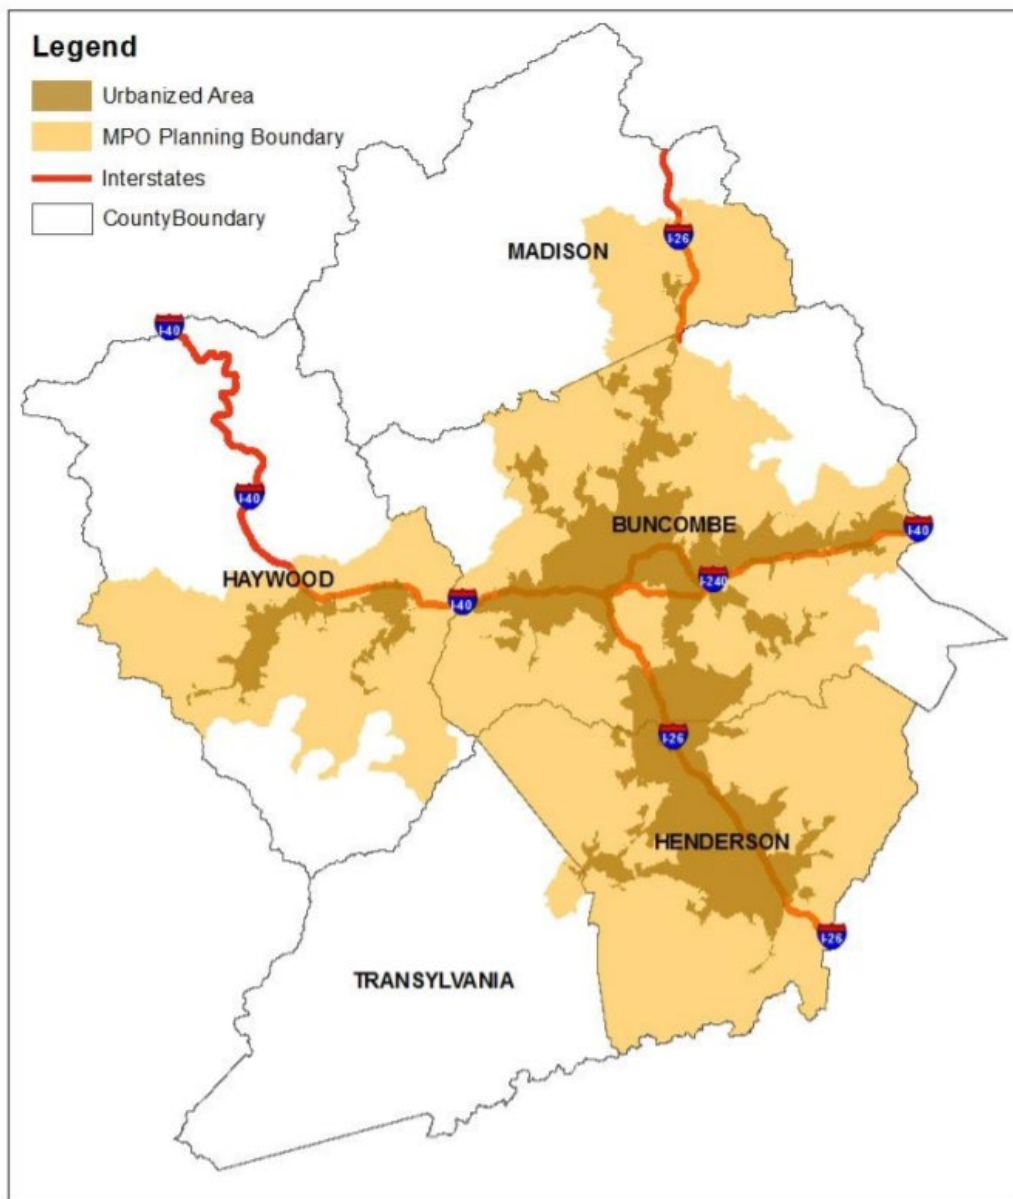 Legend
Urbanized Area
MPO Planning Boundary
Interstates
CountyBoundary
I-26
MADISON
I-40
I-40
BUNCOMBE
I-40
HAYWOOD
I-240
I-40
I-26
HENDERSON
I-26
TRANSYLVANIA